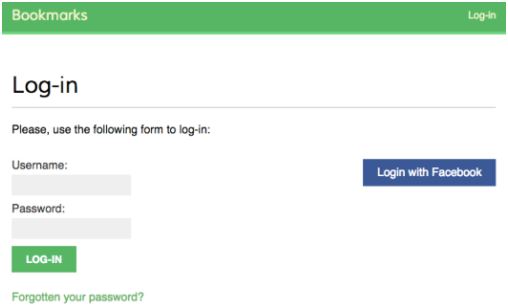 Bookmarks Log-in
Log-in
Please, use the following form to log-in:
Username:
Login with Facebook
Password:
LOG-IN
Forgotten your password?